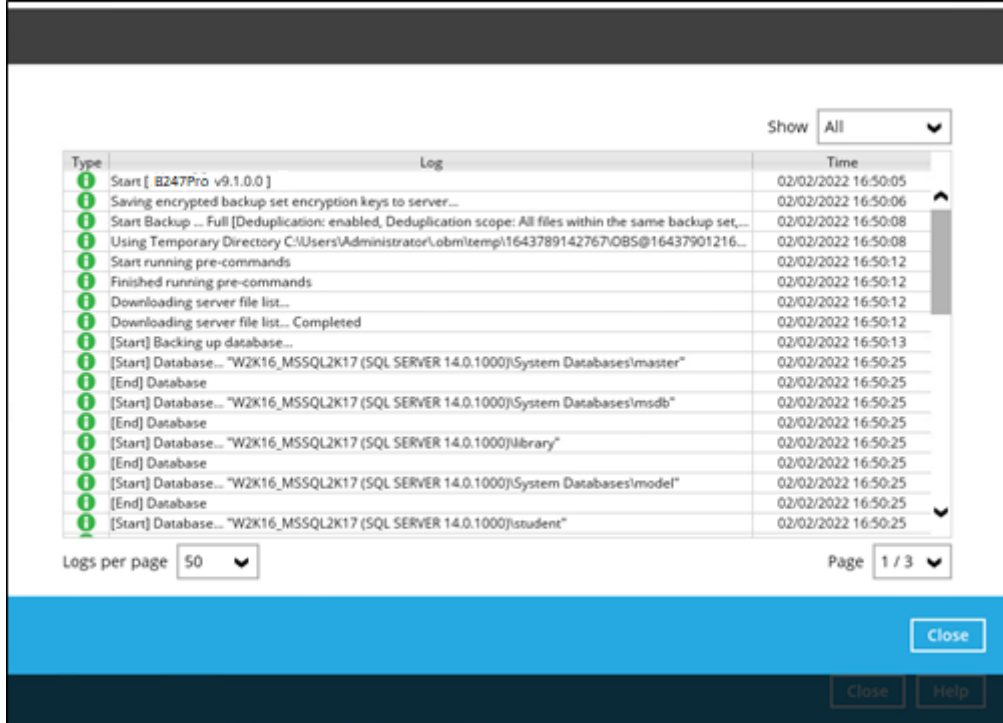 Show All
Type Log Time
Start [ B247Pro v9.1.0.0 ] 02/02/2022 16:50:05
Saving encrypted backup set encryption keys to server... 02/02/2022 16:50:06
Start Backup ... Full [Deduplication: enabled, Deduplication scope: All files within the same backup set,... 02/02/2022 16:50:08
Using Temporary Directory C:\Users\Administrator\.obm\temp\1643789142767\OBS@16437901216... 02/02/2022 16:50:08
Start running pre-commands 02/02/2022 16:50:12
Finished running pre-commands 02/02/2022 16:50:12
Downloading server file list... 02/02/2022 16:50:12
Downloading server file list... Completed 02/02/2022 16:50:12
[Start] Backing up database... 02/02/2022 16:50:13
[Start] Database... "W2K16_MSSQL2K17 (SQL SERVER 14.0.1000)\System Databases\master" 02/02/2022 16:50:25
[End] Database 02/02/2022 16:50:25
[Start] Database... "W2K16_MSSQL2K17 (SQL SERVER 14.0.1000)\System Databases\msdb" 02/02/2022 16:50:25
[End] Database 02/02/2022 16:50:25
[Start] Database... "W2K16_MSSQL2K17 (SQL SERVER 14.0.1000)\library" 02/02/2022 16:50:25
[End] Database 02/02/2022 16:50:25
[Start] Database... "W2K16_MSSQL2K17 (SQL SERVER 14.0.1000)\System Databases\model" 02/02/2022 16:50:25
[End] Database 02/02/2022 16:50:25
[Start] Database... "W2K16_MSSQL2K17 (SQL SERVER 14.0.1000)\student" 02/02/2022 16:50:25
Logs per page 50 Page 1 / 3
Close
Close Help